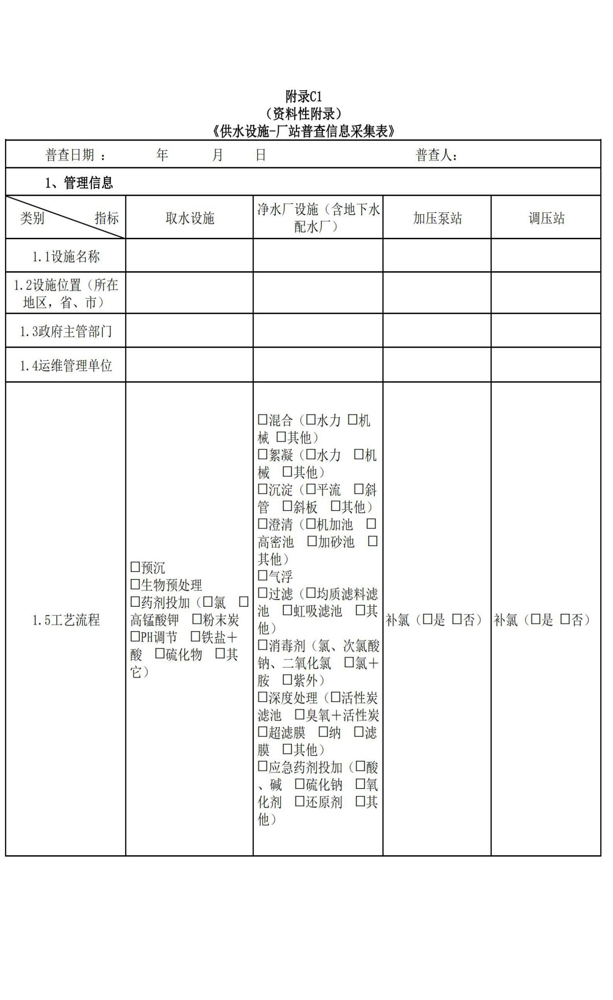 附录C1
（资料性附录）
《供水设施-厂站普查信息采集表》
普查日期 ： 年 月 日 普查人：
1、管理信息
类别 指标
取水设施
净水厂设施（含地下水
配水厂）
加压泵站
调压站
1.1设施名称
1.2设施位置（所在
地区，省、市）
1.3政府主管部门
1.4运维管理单位
1.5工艺流程
□预沉
□生物预处理
□药剂投加（□氯 □
高锰酸钾 □粉末炭
□PH调节 □铁盐＋
酸 □硫化物 □其
它）
□混合（□水力 □机
械 □其他）
□絮凝（□水力 □机
械 □其他）
□沉淀（□平流 □斜
管 □斜板 □其他）
□澄清（□机加池 □
高密池 □加砂池 □
其他）
□气浮
□过滤（□均质滤料滤
池 □虹吸滤池 □其
他）
□消毒剂（氯、次氯酸
钠、二氧化氯 □氯＋
胺 □紫外）
□深度处理（□活性炭
滤池 □臭氧＋活性炭
□超滤膜 □纳 □滤
膜 □其他）
□应急药剂投加（□酸
、碱 □硫化钠 □氧
化剂 □还原剂 □其
他）
补氯（□是 □否）
补氯（□是 □否）